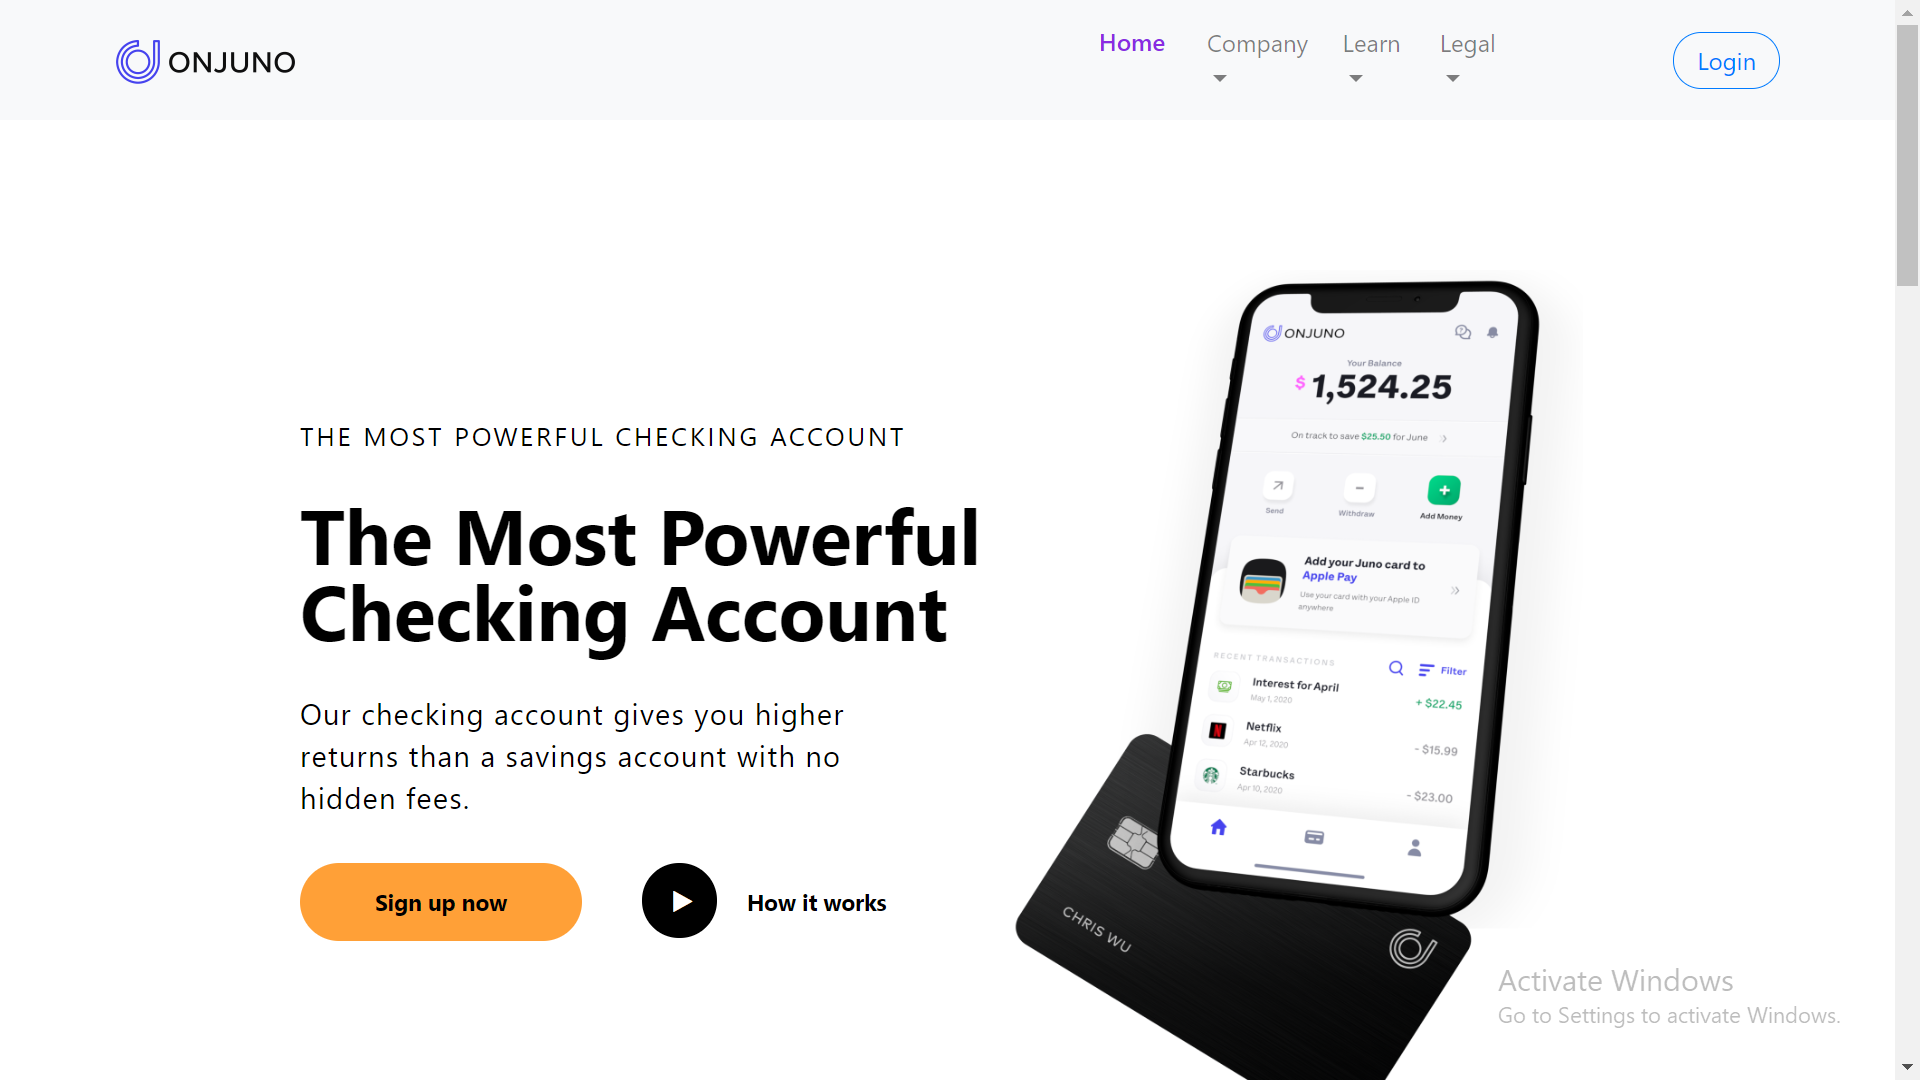 ONJUNO
Home
Company
Learn
Legal
Login
THE MOST POWERFUL CHECKING ACCOUNT
The Most Powerful
Checking Account
Our checking account gives you higher
returns than a savings account with no
hidden fees.
Sign up now
How it works
ONJUNO
Your Balance
$ 1,524.25
On track to save $25.50 for June
Send
Withdraw
Add Money
Add your Juno card to
Apple Pay
Use your card with your Apple ID
anywhere
RECENT TRANSACTIONS
Filter
Interest for April
May 1, 2020
+ $22.45
Netflix
Apr 12, 2020
- $15.99
Starbucks
Apr 10, 2020
- $23.00
CHRIS WU
Activate Windows
Go to Settings to activate Windows.